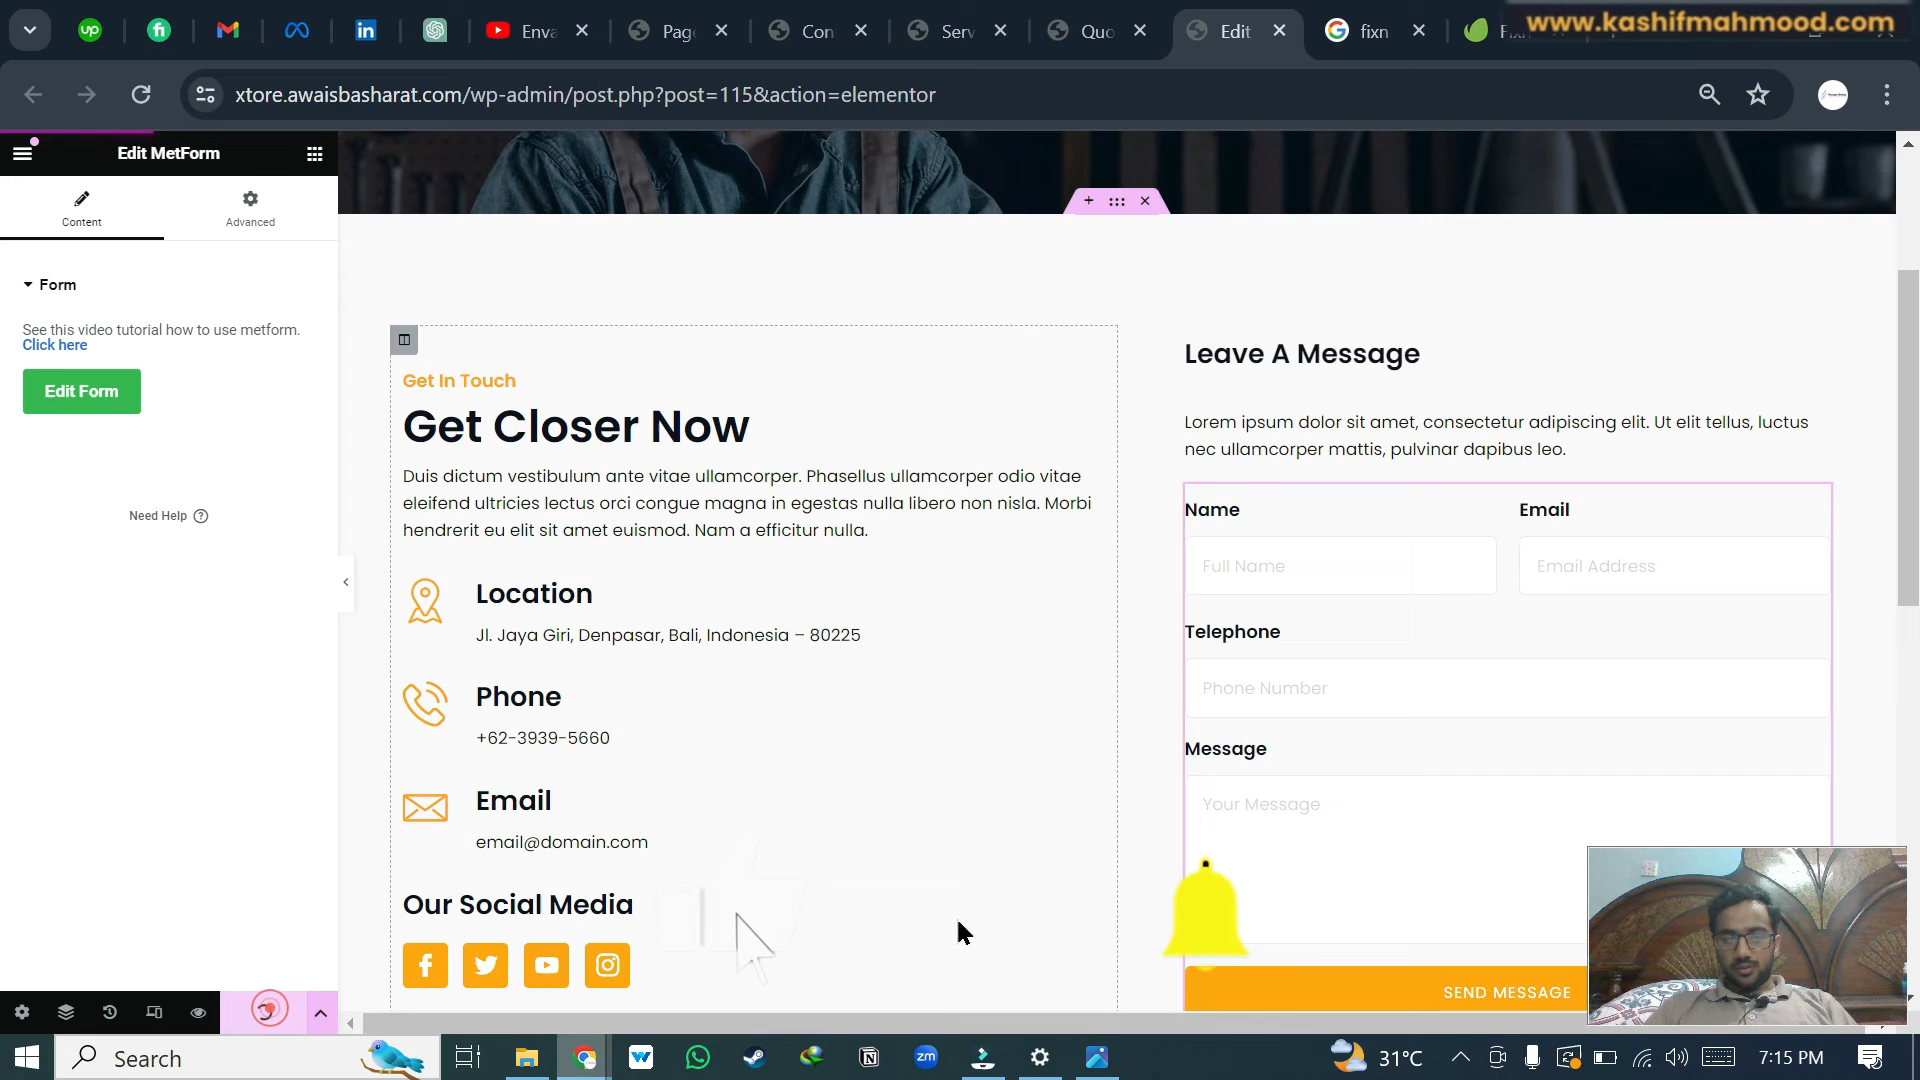 up
fi
in
Enva
Page
Con
Serv
Quo
Edit
fixn
www.kashifmahmood.com
xtore.awaisbasharat.com/wp-admin/post.php?post=115&action=elementor
Edit MetForm
Content
Advanced
Form
See this video tutorial how to use metform.
Click here
Edit Form
Need Help ?
Get In Touch
Get Closer Now
Duis dictum vestibulum ante vitae ullamcorper. Phasellus ullamcorper odio vitae
eleifend ultricies lectus orci congue magna in egestas nulla libero non nisla. Morbi
hendrerit eu elit sit amet euismod. Nam a efficitur nulla.
Location
Jl. Jaya Giri, Denpasar, Bali, Indonesia – 80225
Phone
+62-3939-5660
Email
email@domain.com
Our Social Media
Leave A Message
Lorem ipsum dolor sit amet, consectetur adipiscing elit. Ut elit tellus, luctus
nec ullamcorper mattis, pulvinar dapibus leo.
Name
Email
Full Name
Email Address
Telephone
Phone Number
Message
Your Message
SEND MESSAGE
Search
W
N
zm
31°C
7:15 PM